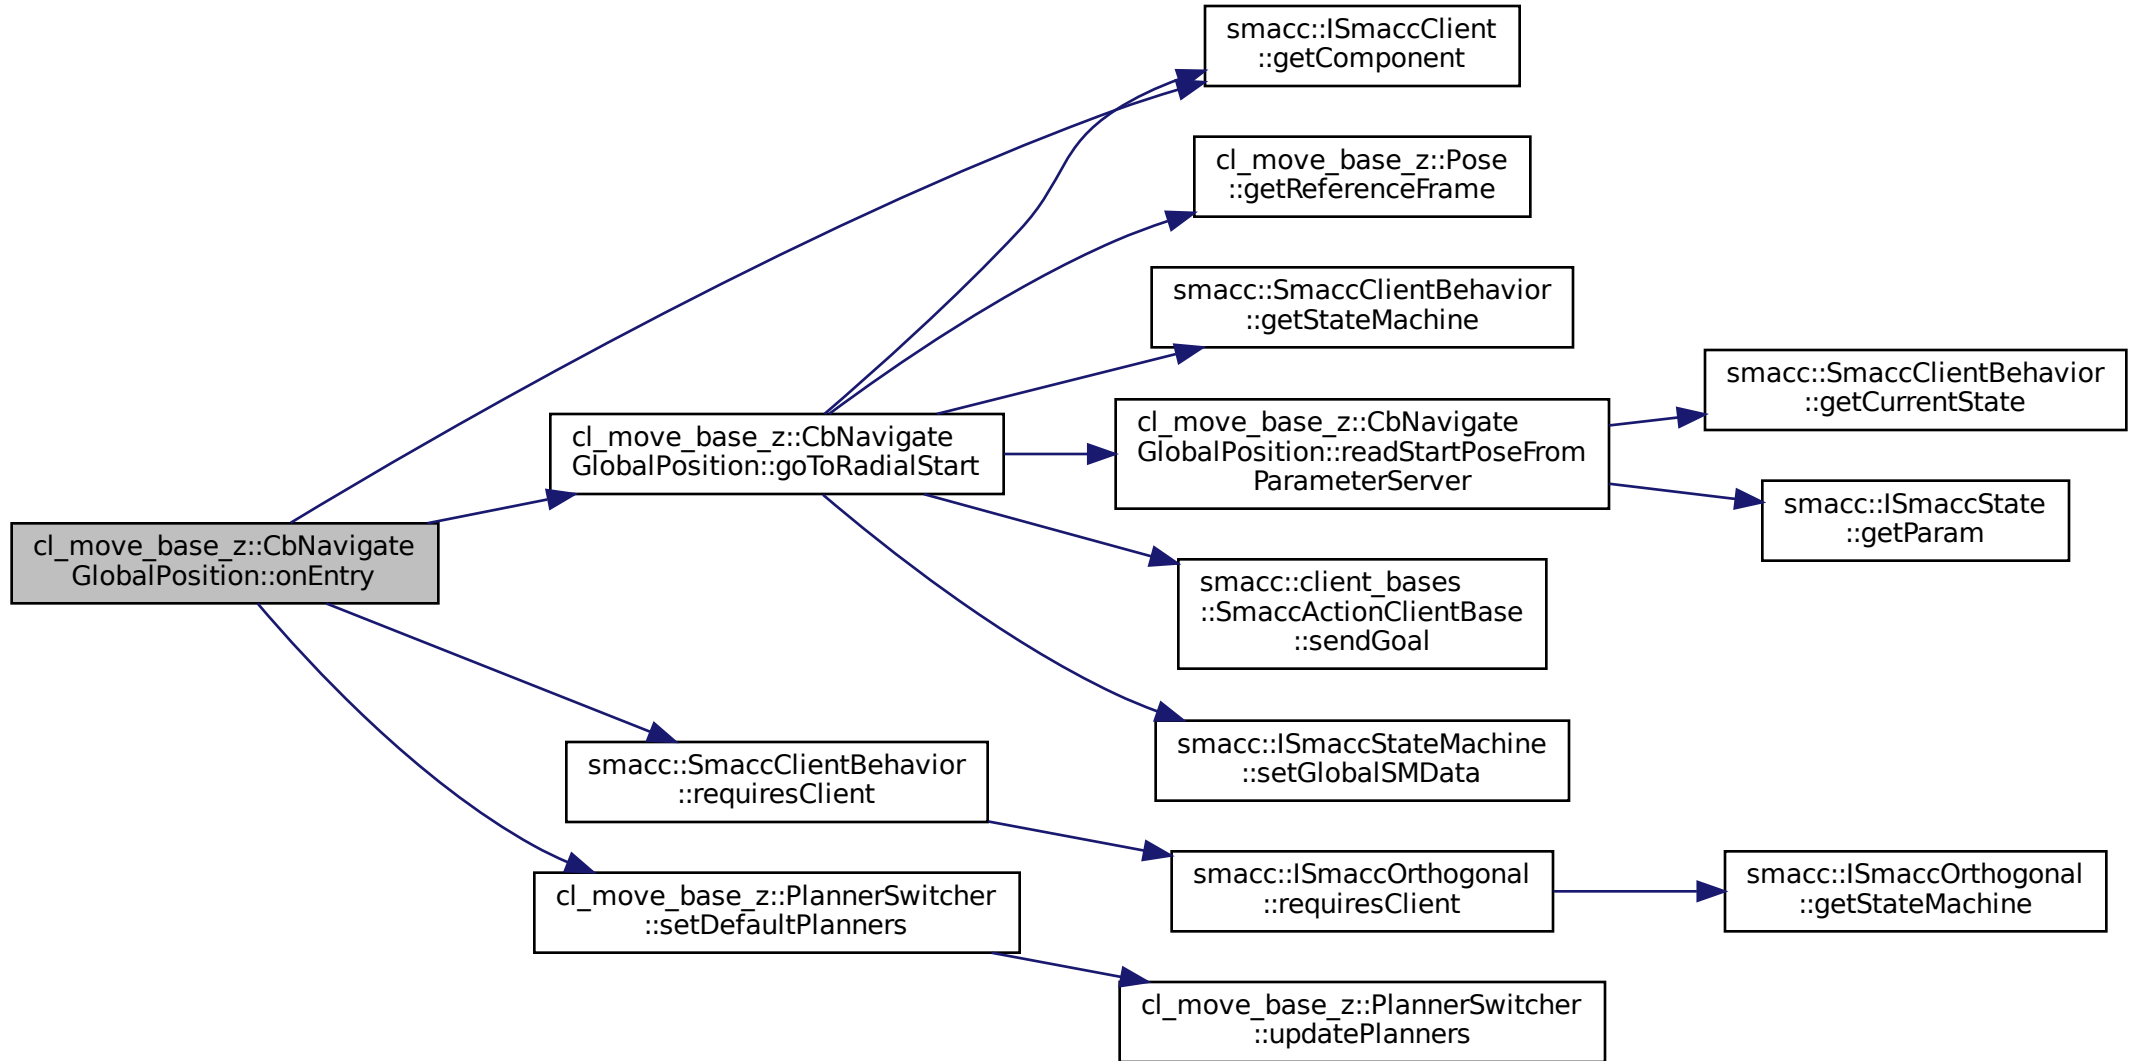 smacc::ISmaccClient
::getComponent
cl_move_base_z::Pose
::getReferenceFrame
smacc::SmaccClientBehavior
::getStateMachine
smacc::SmaccClientBehavior
::getCurrentState
cl_move_base_z::CbNavigate
GlobalPosition::goToRadialStart
cl_move_base_z::CbNavigate
GlobalPosition::readStartPoseFrom
ParameterServer
smacc::ISmaccState
::getParam
cl_move_base_z::CbNavigate
GlobalPosition::onEntry
smacc::client_bases
::SmaccActionClientBase
::sendGoal
smacc::ISmaccStateMachine
::setGlobalSMData
smacc::SmaccClientBehavior
::requiresClient
smacc::ISmaccOrthogonal
::requiresClient
smacc::ISmaccOrthogonal
::getStateMachine
cl_move_base_z::PlannerSwitcher
::setDefaultPlanners
cl_move_base_z::PlannerSwitcher
::updatePlanners